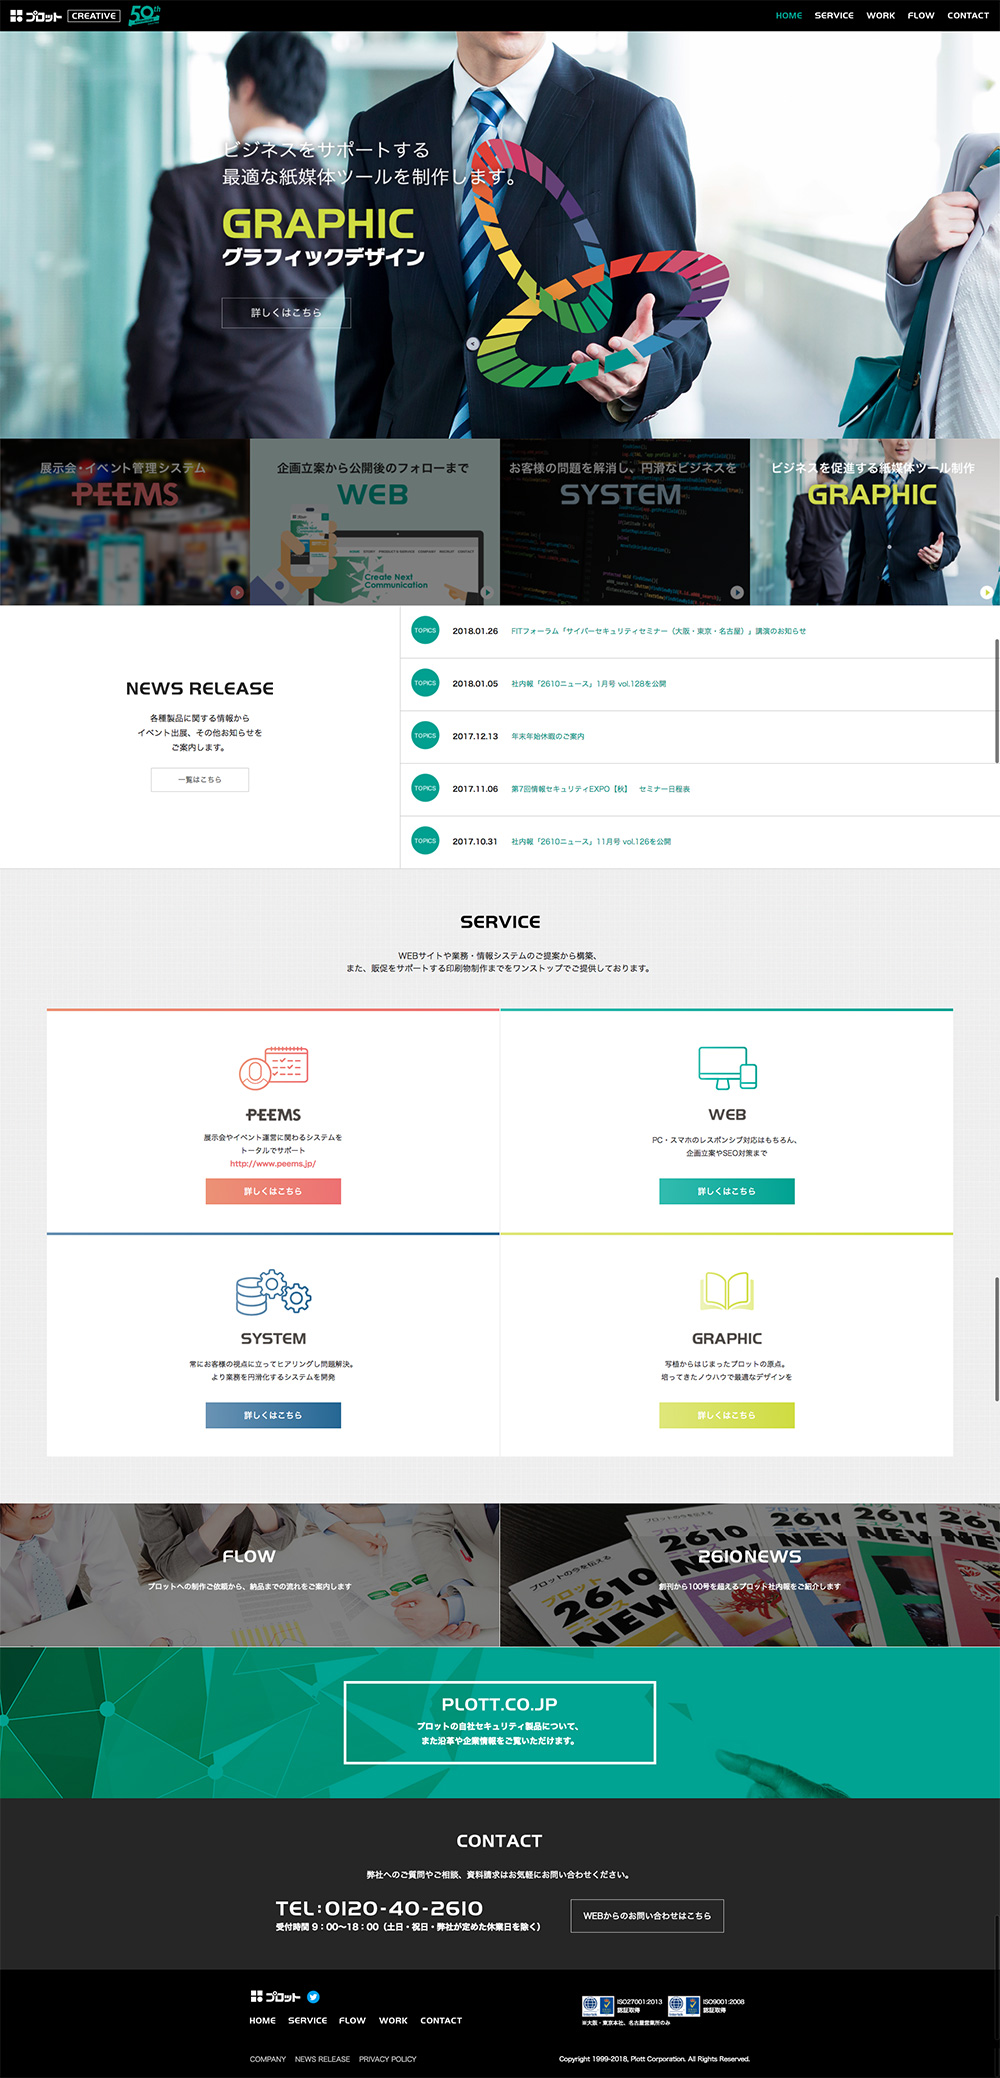 プロット CREATIVE 50th
HOME SERVICE WORK FLOW CONTACT
ビジネスをサポートする
最適な紙媒体ツールを制作します。
GRAPHIC
グラフィックデザイン
詳しくはこちら
展示会・イベント管理システム
PEEMS
企画立案から公開後のフォローまで
WEB
Create Next
Communication
お客様の問題を解消し、円滑なビジネスを
SYSTEM
ビジネスを促進する紙媒体ツール制作
GRAPHIC
NEWS RELEASE
各種製品に関する情報から
イベント出展、その他お知らせを
ご案内します。
一覧はこちら
TOPICS 2018.01.26 FITフォーラム「サイバーセキュリティセミナー（大阪・東京・名古屋）」講演のお知らせ
TOPICS 2018.01.05 社内報「2610ニュース」1月号 vol.128を公開
TOPICS 2017.12.13 年末年始休暇のご案内
TOPICS 2017.11.06 第7回情報セキュリティEXPO【秋】　セミナー日程表
TOPICS 2017.10.31 社内報「2610ニュース」11月号 vol.126を公開
SERVICE
WEBサイトや業務・情報システムのご提案から構築、
また、販促をサポートする印刷物制作までをワンストップでご提供しております。
PEEMS
展示会やイベント運営に関わるシステムを
トータルでサポート
http://www.peems.jp/
詳しくはこちら
WEB
PC・スマホのレスポンシブ対応はもちろん、
企画立案やSEO対策まで
詳しくはこちら
SYSTEM
常にお客様の視点に立ってヒアリングし問題解決。
より業務を円滑化するシステムを開発
詳しくはこちら
GRAPHIC
写植からはじまったプロットの原点。
培ってきたノウハウで最適なデザインを
詳しくはこちら
FLOW
プロットへの制作ご依頼から、納品までの流れをご案内します
2610NEWS
創刊から100号を超えるプロット社内報をご紹介します
PLOTT.CO.JP
プロットの自社セキュリティ製品について、
また沿革や企業情報をご覧いただけます。
CONTACT
弊社へのご質問やご相談、資料請求はお気軽にお問い合わせください。
TEL:0120-40-2610
受付時間 9：00〜18：00（土日・祝日・弊社が定めた休業日を除く）
WEBからのお問い合わせはこちら
プロット
HOME SERVICE FLOW WORK CONTACT
ISO27001:2013
認証取得
ISO9001:2008
認証取得
※大阪・東京本社、名古屋営業所のみ
COMPANY NEWS RELEASE PRIVACY POLICY
Copyright 1999-2018, Plott Corporation. All Rights Reserved.